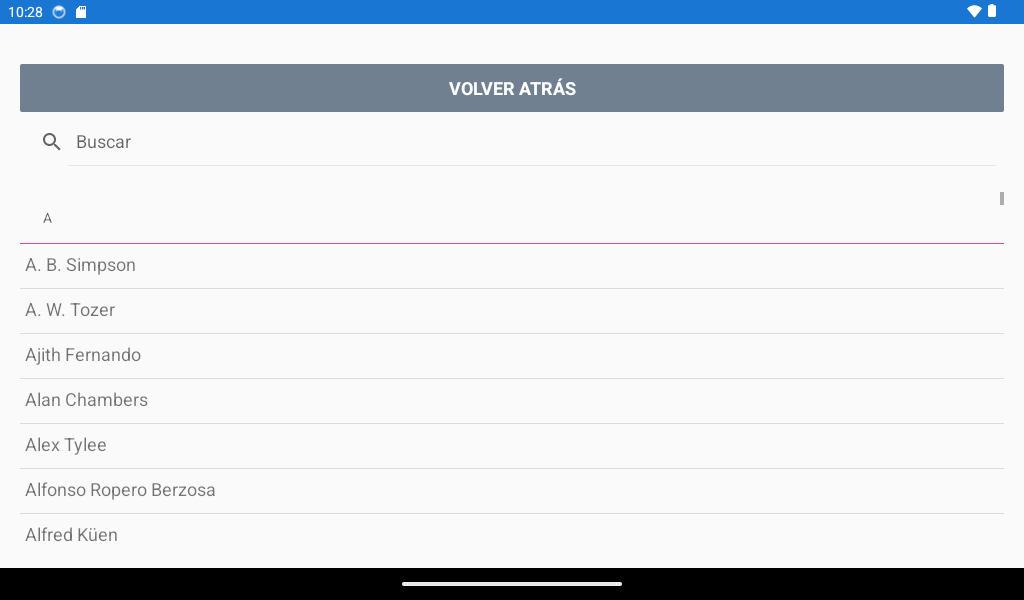 10:28
VOLVER ATRÁS
Buscar
A
A. B. Simpson
A. W. Tozer
Ajith Fernando
Alan Chambers
Alex Tylee
Alfonso Ropero Berzosa
Alfred Küen